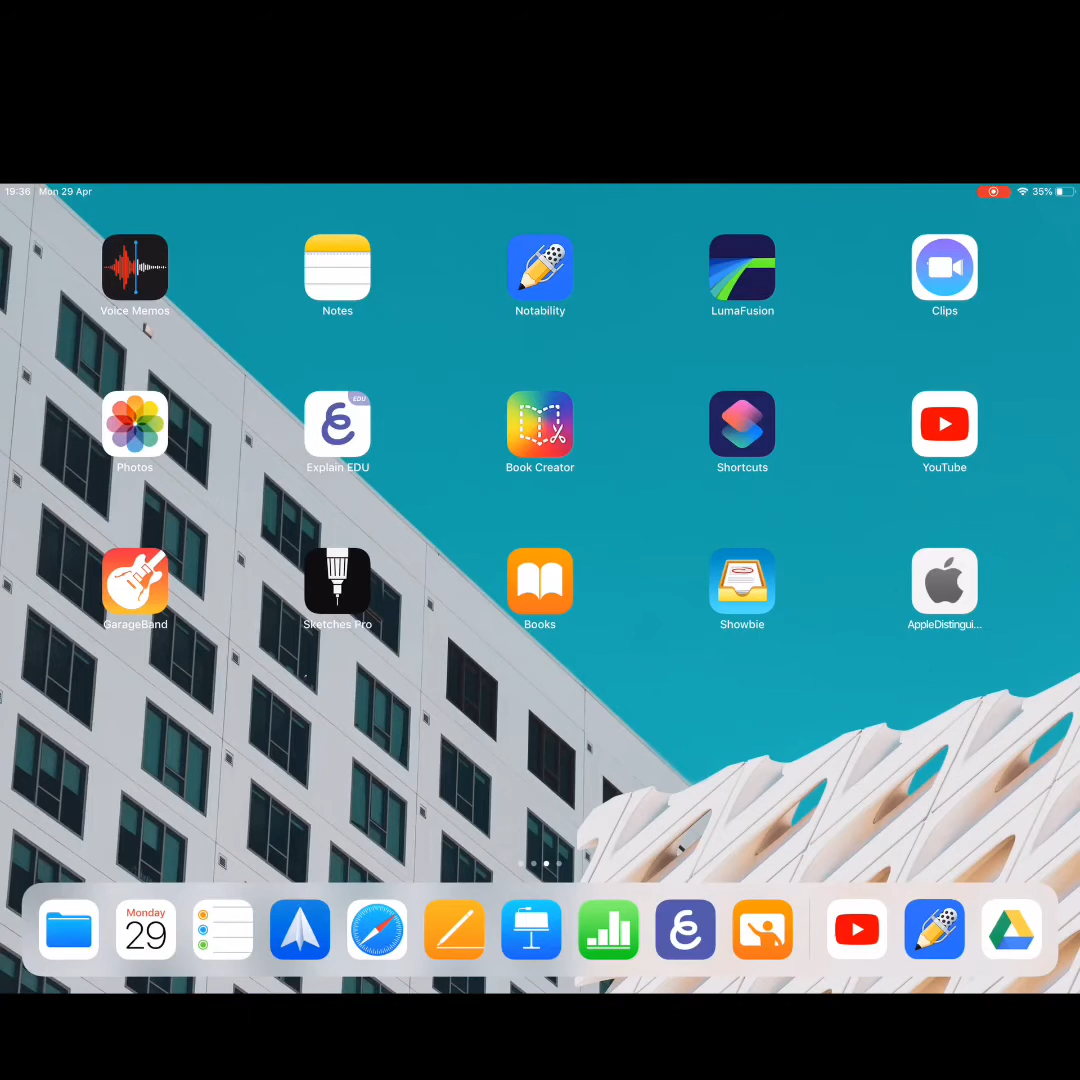 19:36 Mon 29 Apr
35%
Voice Memos
Notes
Notability
LumaFusion
Clips
EDU
Photos
Explain EDU
Book Creator
Shortcuts
YouTube
GarageBand
Sketches Pro
Books
Showbie
AppleDistingui...
Monday
29